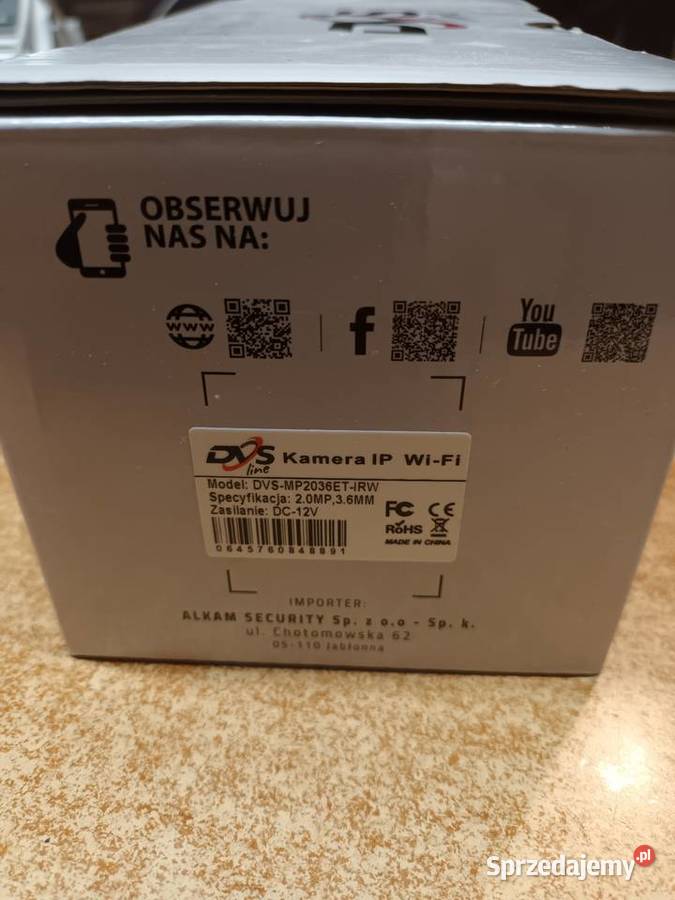 OBSERWUJ
NAS NA:
www
f
You
Tube
DVS
line
Kamera IP Wi-Fi
Model: DVS-MP2036ET-IRW
Specyfikacja: 2.0MP,3.6MM
Zasilanie: DC-12V
0645760848891
FC CE
RoHS
MADE IN CHINA
IMPORTER:
ALKAM SECURITY Sp. z o.o - Sp. k.
ul. Chotomowska 62
05-110 Jabłonna
Sprzedajemy.pl